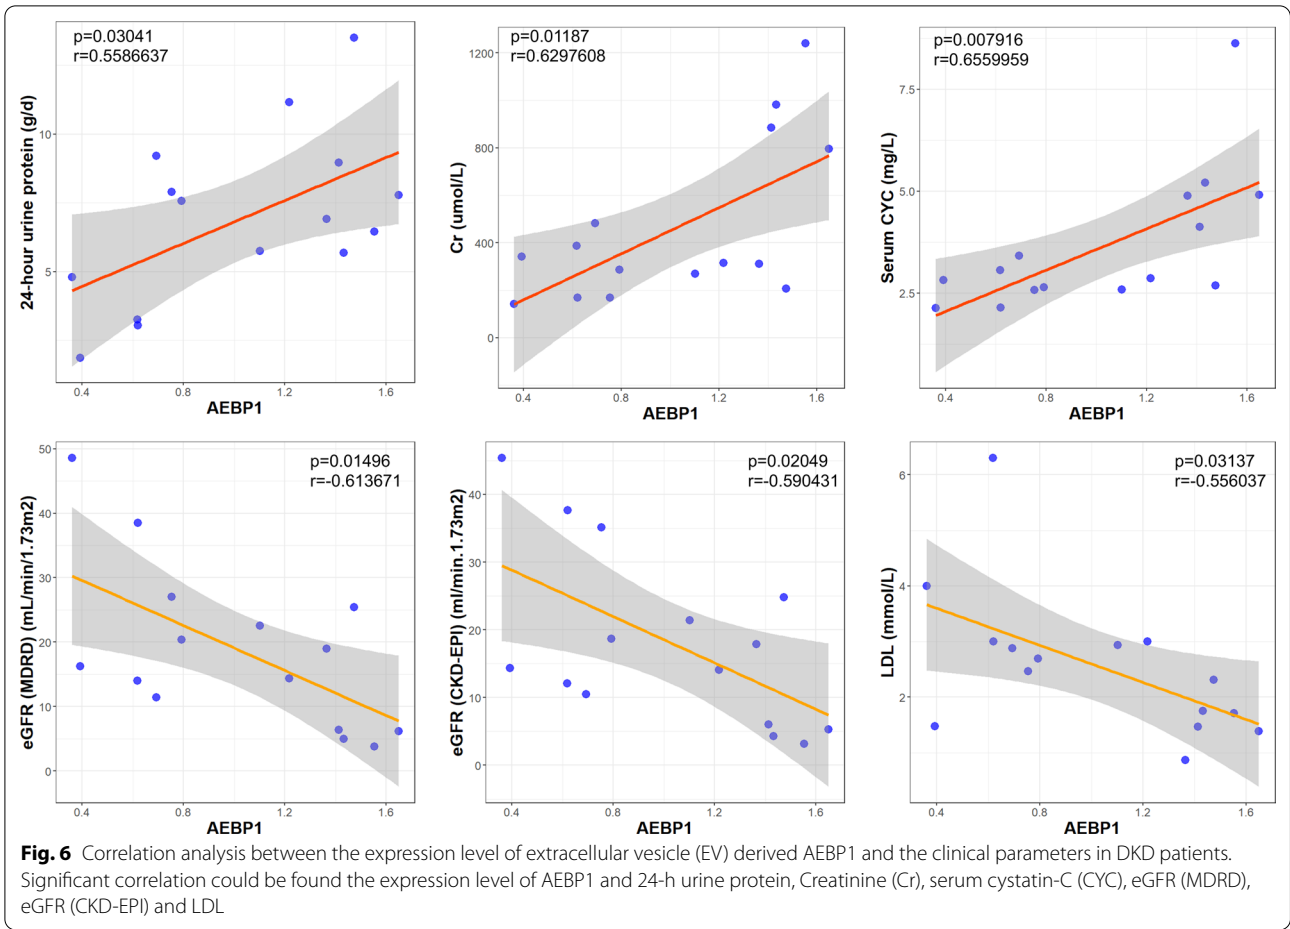 p=0.03041
r=0.5586637
24-hour urine protein (g/d)
10
5
0.4 0.8 1.2 1.6
AEBP1
p=0.01187
r=0.6297608
Cr (umol/L)
1200
800
400
0
0.4 0.8 1.2 1.6
AEBP1
p=0.007916
r=0.6559959
Serum CYC (mg/L)
7.5
5.0
2.5
0.4 0.8 1.2 1.6
AEBP1
p=0.01496
r=-0.613671
eGFR (MDRD) (mL/min/1.73m2)
50
40
30
20
10
0
0.4 0.8 1.2 1.6
AEBP1
p=0.02049
r=-0.590431
eGFR (CKD-EPI) (ml/min.1.73m2)
40
30
20
10
0
0.4 0.8 1.2 1.6
AEBP1
p=0.03137
r=-0.556037
LDL (mmol/L)
6
4
2
0.4 0.8 1.2 1.6
AEBP1
Fig. 6 Correlation analysis between the expression level of extracellular vesicle (EV) derived AEBP1 and the clinical parameters in DKD patients.
Significant correlation could be found the expression level of AEBP1 and 24-h urine protein, Creatinine (Cr), serum cystatin-C (CYC), eGFR (MDRD),
eGFR (CKD-EPI) and LDL